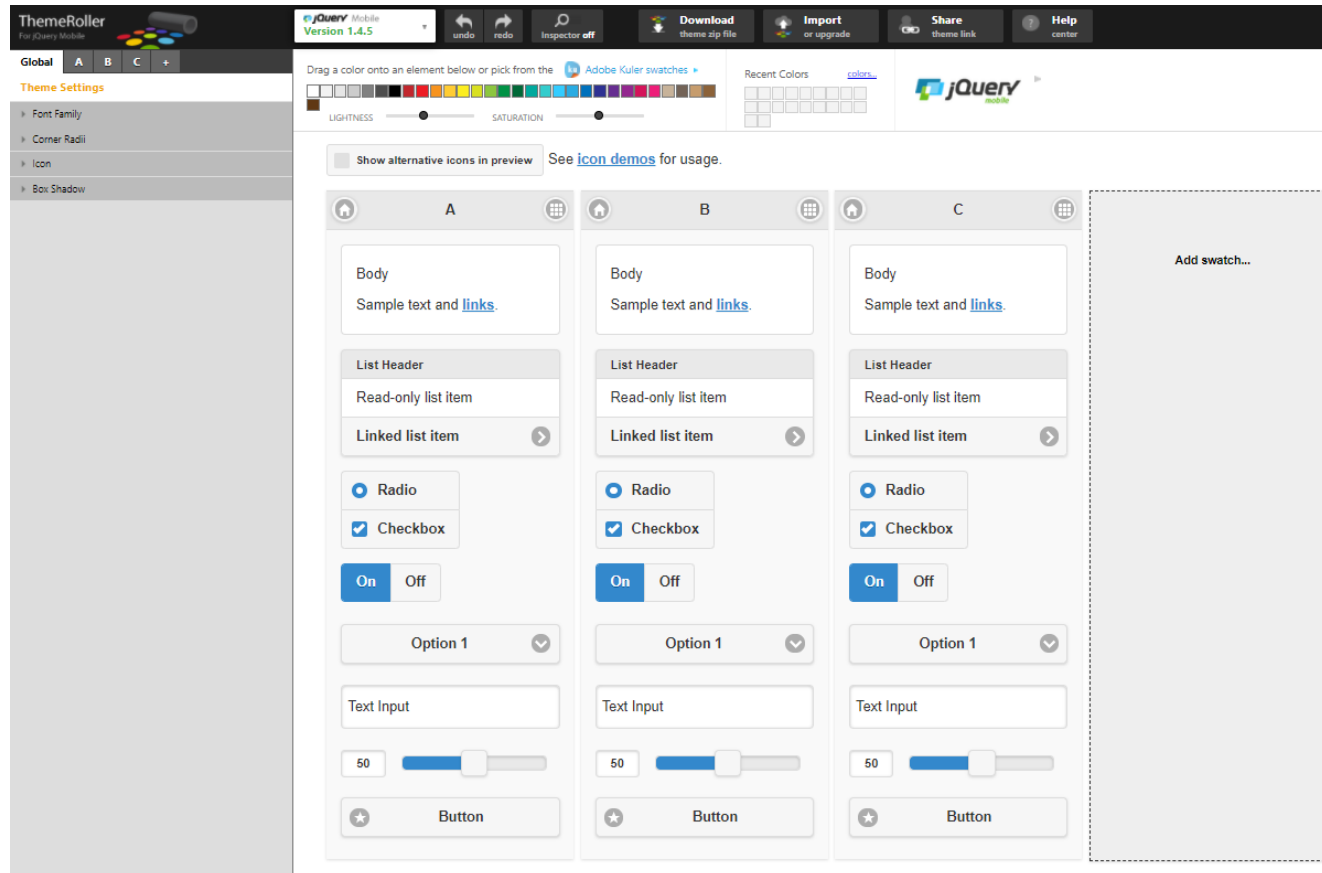 ThemeRoller
For jQuery Mobile
jQuery Mobile
Version 1.4.5
undo
redo
Inspector off
Download
theme zip file
Import
or upgrade
Share
theme link
Help
center
Global A B C +
Theme Settings
Font Family
Corner Radii
Icon
Box Shadow
Drag a color onto an element below or pick from the ku Adobe Kuler swatches
LIGHTNESS
SATURATION
Recent Colors
colors...
jQuery
mobile
Show alternative icons in preview
See icon demos for usage.
A
Body
Sample text and links.
List Header
Read-only list item
Linked list item
Radio
Checkbox
On Off
Option 1
Text Input
50
Button
B
Body
Sample text and links.
List Header
Read-only list item
Linked list item
Radio
Checkbox
On Off
Option 1
Text Input
50
Button
C
Body
Sample text and links.
List Header
Read-only list item
Linked list item
Radio
Checkbox
On Off
Option 1
Text Input
50
Button
Add swatch...